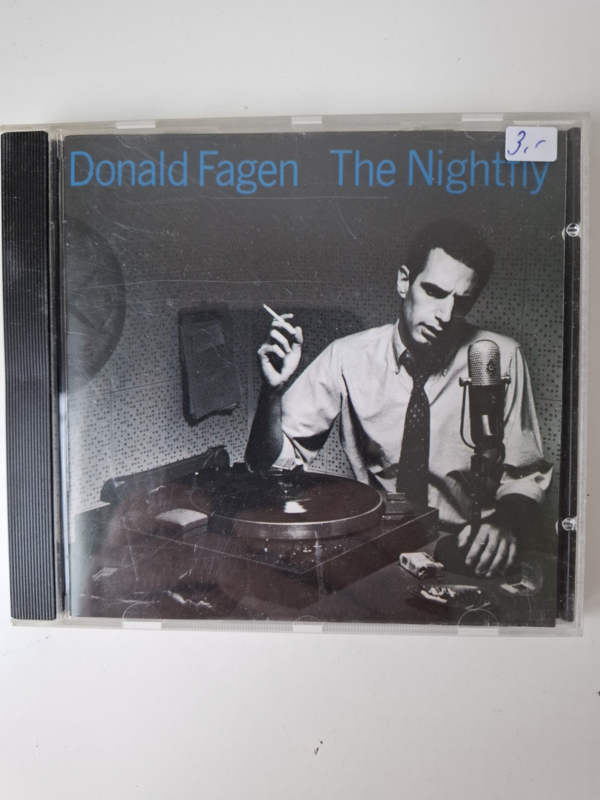 3,-
Donald Fagen The Nightfly